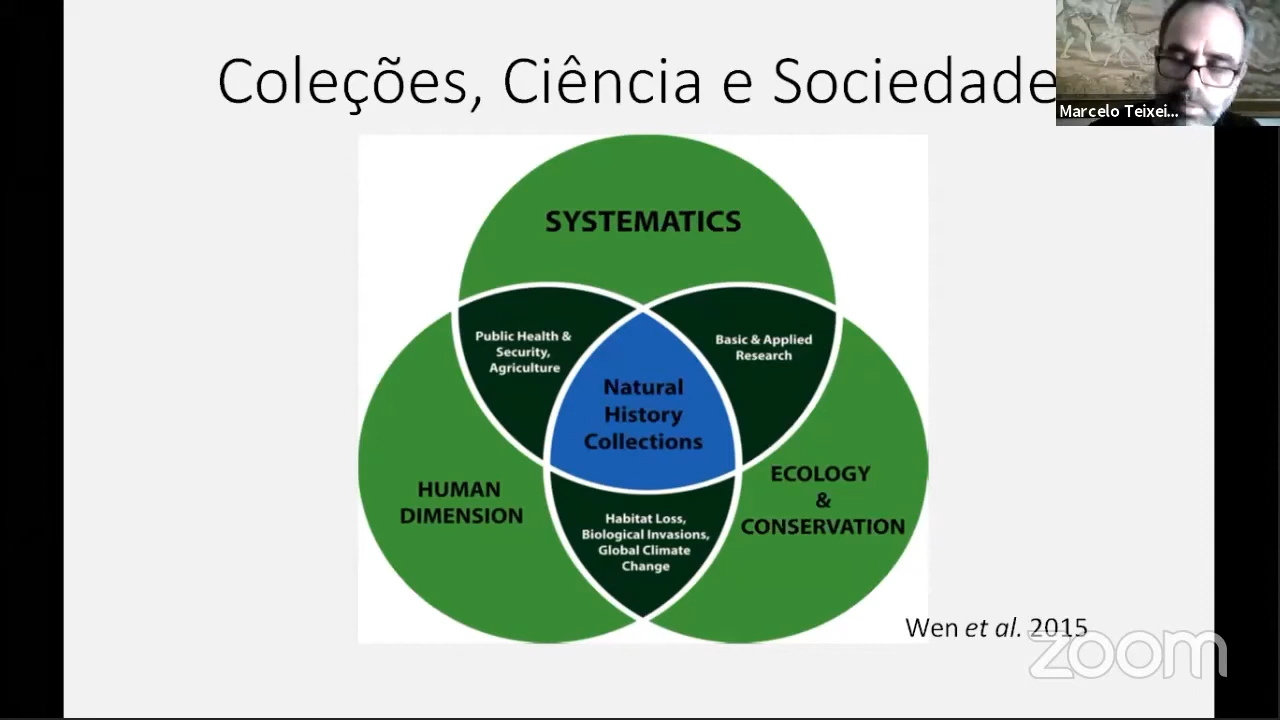 Coleções, Ciência e Sociedade
Marcelo Teixei...
SYSTEMATICS
Public Health &
Security,
Agriculture
Basic & Applied
Research
Natural
History
Collections
HUMAN
DIMENSION
ECOLOGY
&
CONSERVATION
Habitat Loss,
Biological Invasions,
Global Climate
Change
Wen et al. 2015
zoom